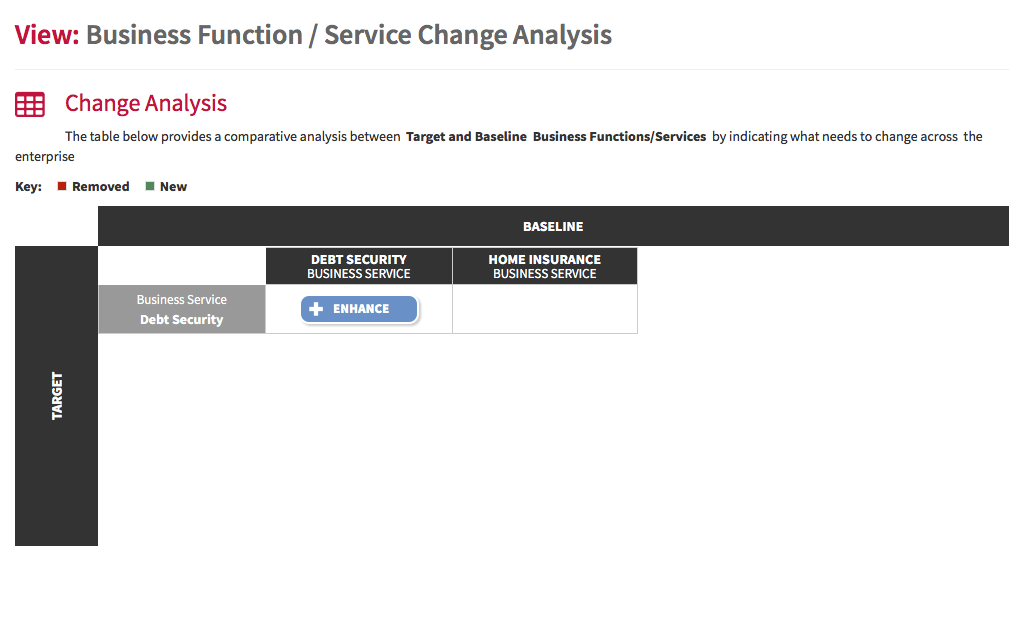 View: Business Function / Service Change Analysis
Change Analysis
The table below provides a comparative analysis between Target and Baseline Business Functions/Services by indicating what needs to change across the
enterprise
Key: Removed New
BASELINE
DEBT SECURITY
BUSINESS SERVICE
HOME INSURANCE
BUSINESS SERVICE
Business Service
Debt Security
ENHANCE
TARGET